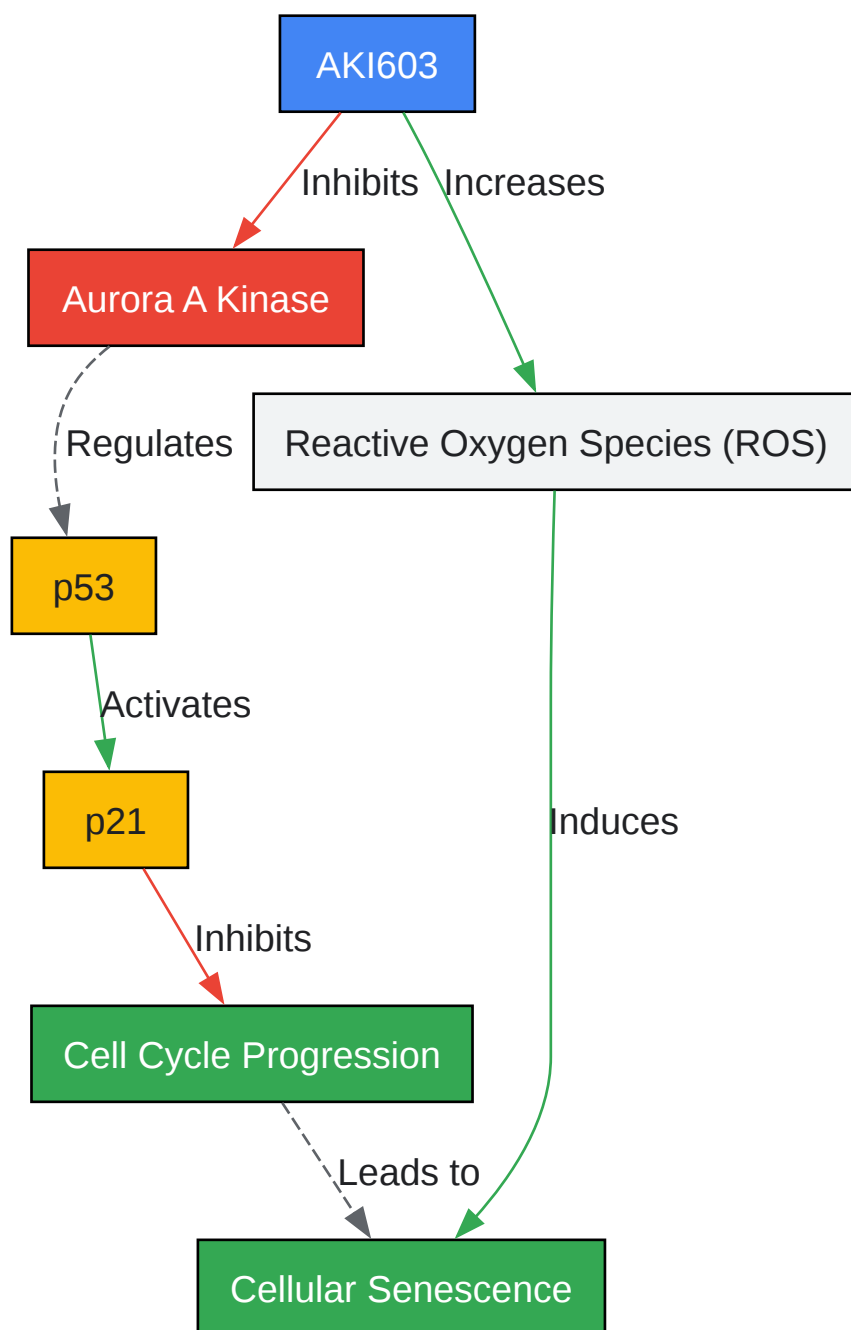 AKI603
Inhibits
Increases
Aurora A Kinase
Regulates
Reactive Oxygen Species (ROS)
p53
Activates
p21
Induces
Inhibits
Cell Cycle Progression
Leads to
Cellular Senescence